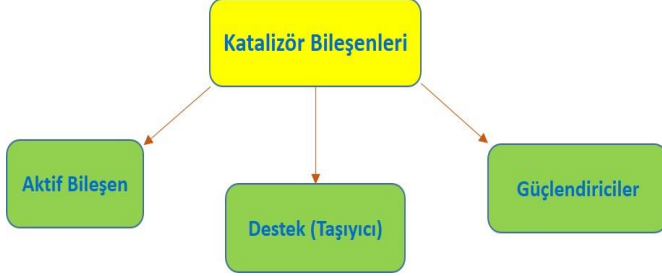 Katalizör Bileşenleri
Aktif Bileşen
Destek (Taşıyıcı)
Güçlendiriciler